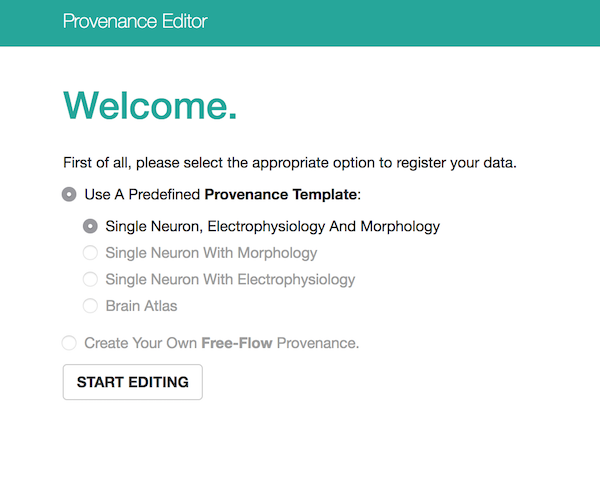 Provenance Editor
Welcome.
First of all, please select the appropriate option to register your data.
Use A Predefined Provenance Template:
Single Neuron, Electrophysiology And Morphology
Single Neuron With Morphology
Single Neuron With Electrophysiology
Brain Atlas
Create Your Own Free-Flow Provenance.
START EDITING